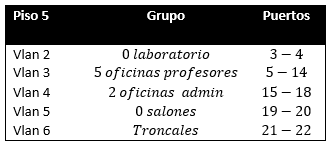 Piso 5 Grupo Puertos
Vlan 2 0 laboratorio 3 – 4
Vlan 3 5 oficinas profesores 5 – 14
Vlan 4 2 oficinas admin 15 – 18
Vlan 5 0 salones 19 – 20
Vlan 6 Troncales 21 – 22